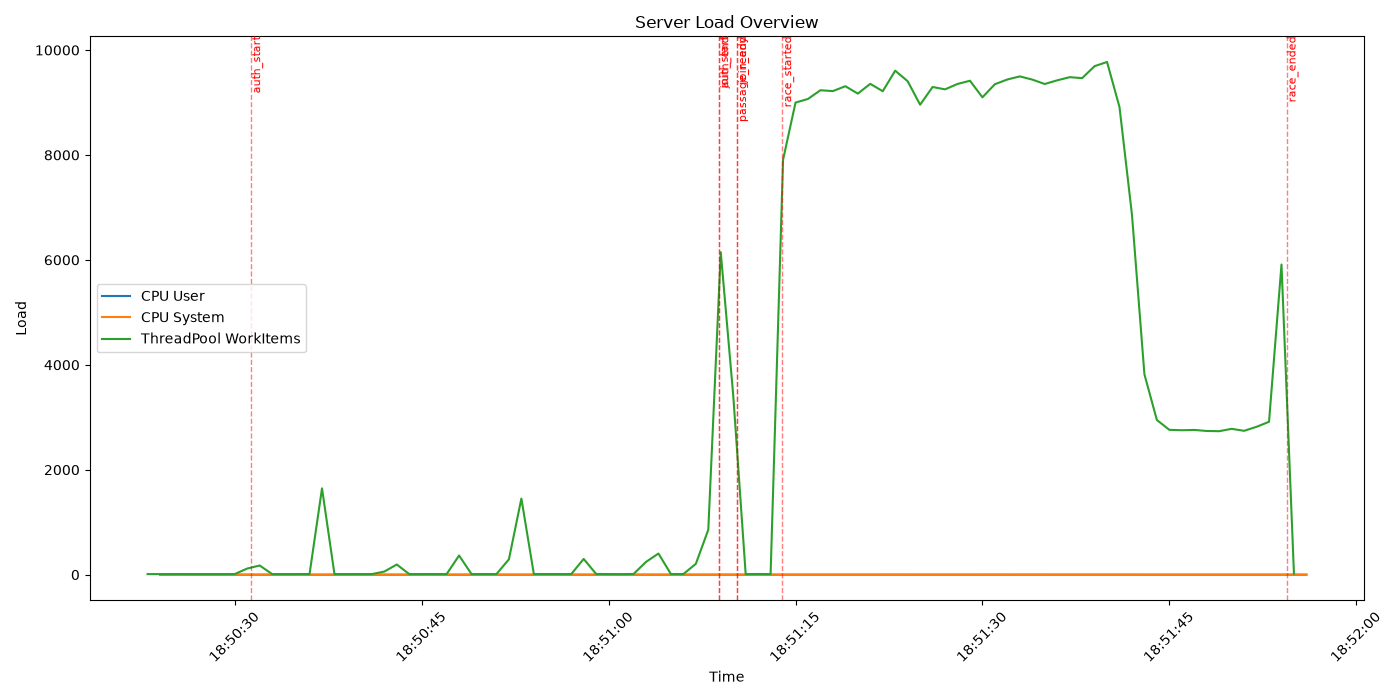 Server Load Overview
auth_start
passage_ready
race_started
race_ended
10000
8000
6000
4000
2000
0
Load
CPU User
CPU System
ThreadPool WorkItems
18:50:30
18:50:45
18:51:00
18:51:15
18:51:30
18:51:45
18:52:00
Time